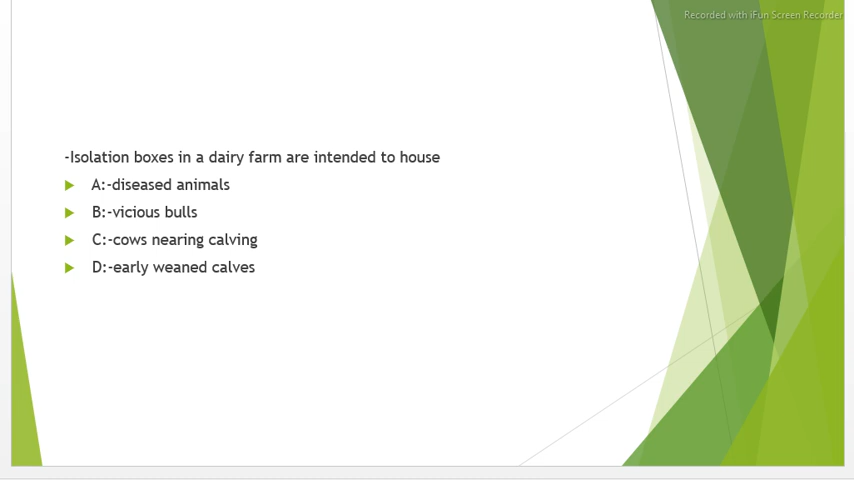 Recorded with iFun Screen Recorder
-Isolation boxes in a dairy farm are intended to house
A:-diseased animals
B:-vicious bulls
C:-cows nearing calving
D:-early weaned calves